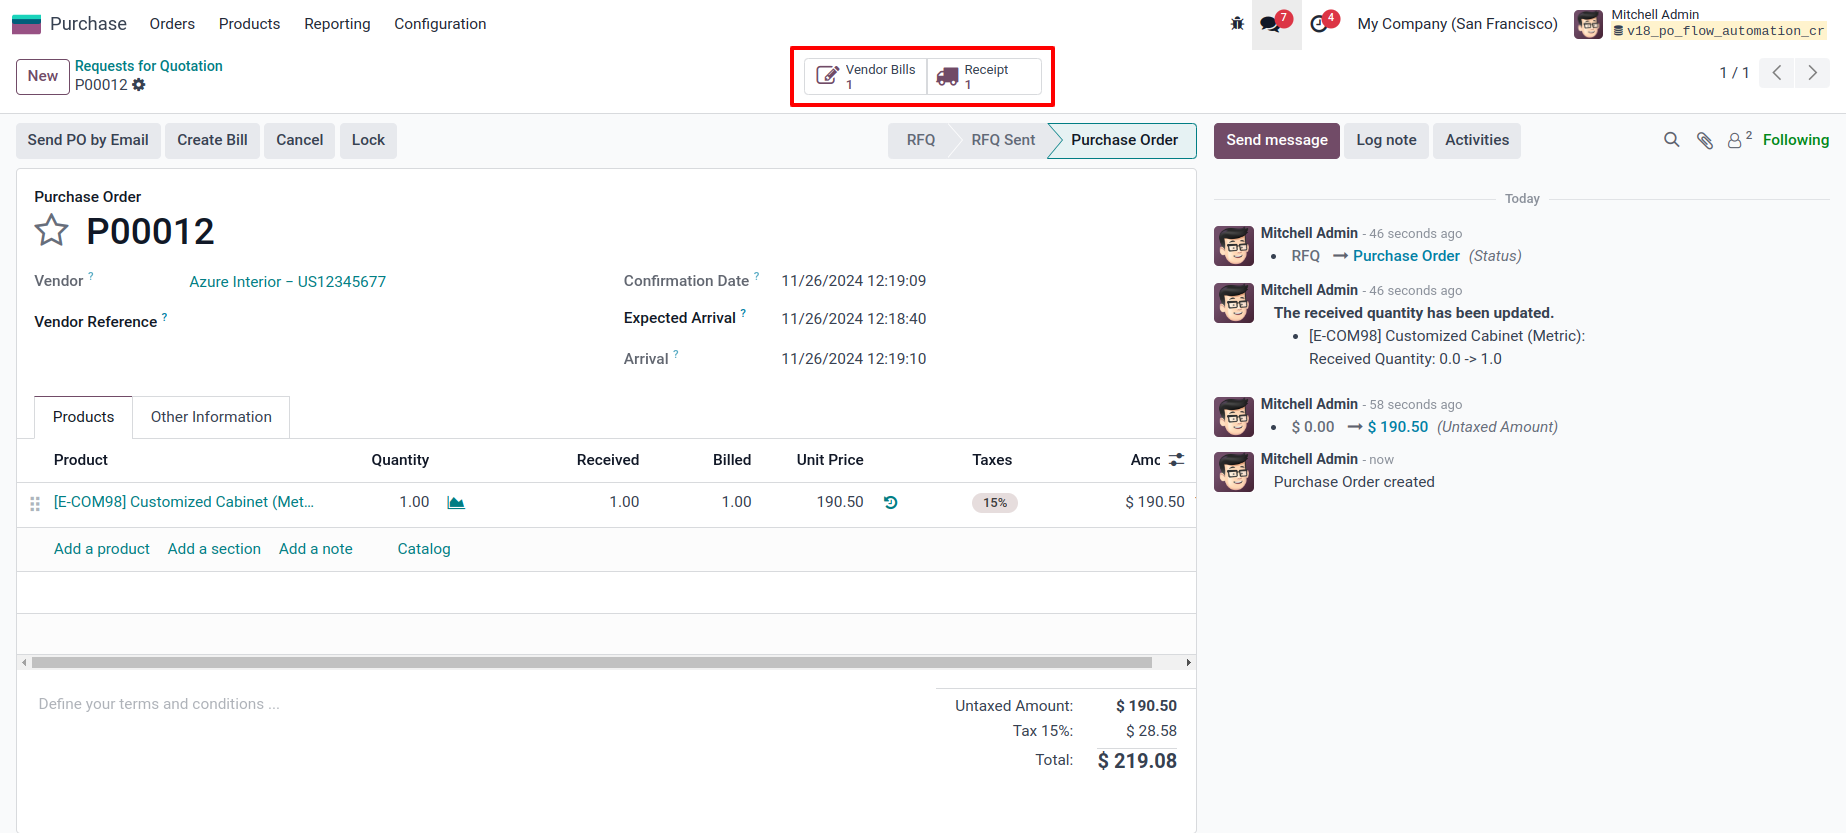 Purchase Orders Products Reporting Configuration 7 4 My Company (San Francisco) Mitchell Admin
v18_po_flow_automation_cr
New Requests for Quotation
P00012
Vendor Bills 1 Receipt 1
1 / 1
Send PO by Email Create Bill Cancel Lock RFQ RFQ Sent Purchase Order
Send message Log note Activities 2 Following
Purchase Order
P00012
Vendor ? Azure Interior – US12345677
Vendor Reference ?
Confirmation Date ? 11/26/2024 12:19:09
Expected Arrival ? 11/26/2024 12:18:40
Arrival ? 11/26/2024 12:19:10
Products Other Information
Product Quantity Received Billed Unit Price Taxes Amo
[E-COM98] Customized Cabinet (Met... 1.00 1.00 1.00 190.50 15% $ 190.50
Add a product Add a section Add a note Catalog
Define your terms and conditions ...
Untaxed Amount: $ 190.50
Tax 15%: $ 28.58
Total: $ 219.08
Today
Mitchell Admin - 46 seconds ago
RFQ → Purchase Order (Status)
Mitchell Admin - 46 seconds ago
The received quantity has been updated.
[E-COM98] Customized Cabinet (Metric):
Received Quantity: 0.0 -> 1.0
Mitchell Admin - 58 seconds ago
$ 0.00 → $ 190.50 (Untaxed Amount)
Mitchell Admin - now
Purchase Order created